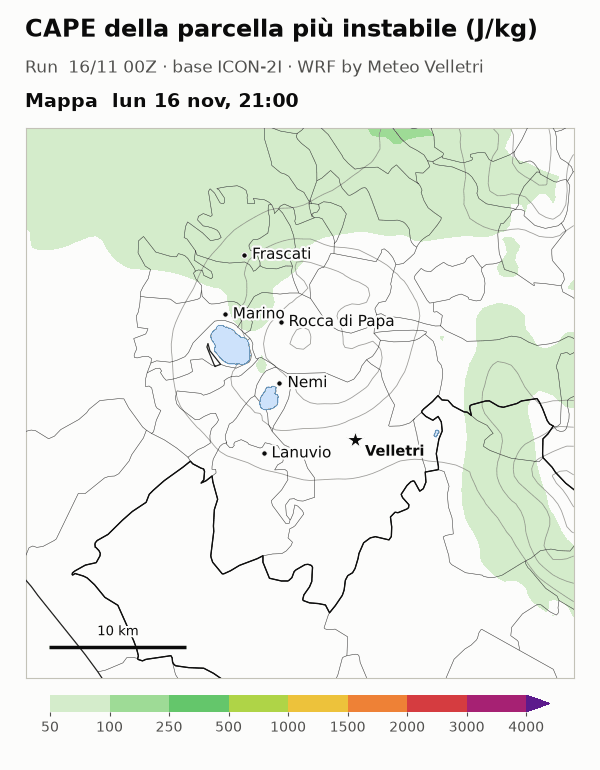 CAPE della parcella più instabile (J/kg)
Run  16/11 00Z · base ICON-2I · WRF by Meteo Velletri
Mappa  lun 16 nov, 21:00
Frascati
Marino
Rocca di Papa
Nemi
Velletri
Lanuvio
10 km
50 100 250 500 1000 1500 2000 3000 4000